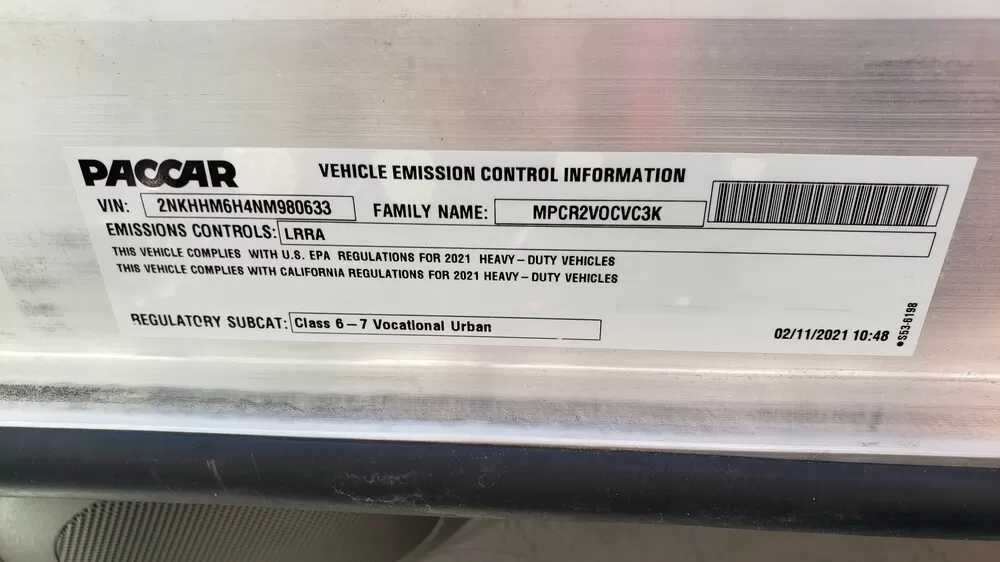 PACCAR
VEHICLE EMISSION CONTROL INFORMATION
VIN: 2NKHHM6H4NM980633 FAMILY NAME: MPCR2VOCVC3K
EMISSIONS CONTROLS: LRRA
THIS VEHICLE COMPLIES WITH U.S. EPA REGULATIONS FOR 2021 HEAVY-DUTY VEHICLES
THIS VEHICLE COMPLIES WITH CALIFORNIA REGULATIONS FOR 2021 HEAVY-DUTY VEHICLES
REGULATORY SUBCAT: Class 6-7 Vocational Urban
02/11/2021 10:48
S53-6198